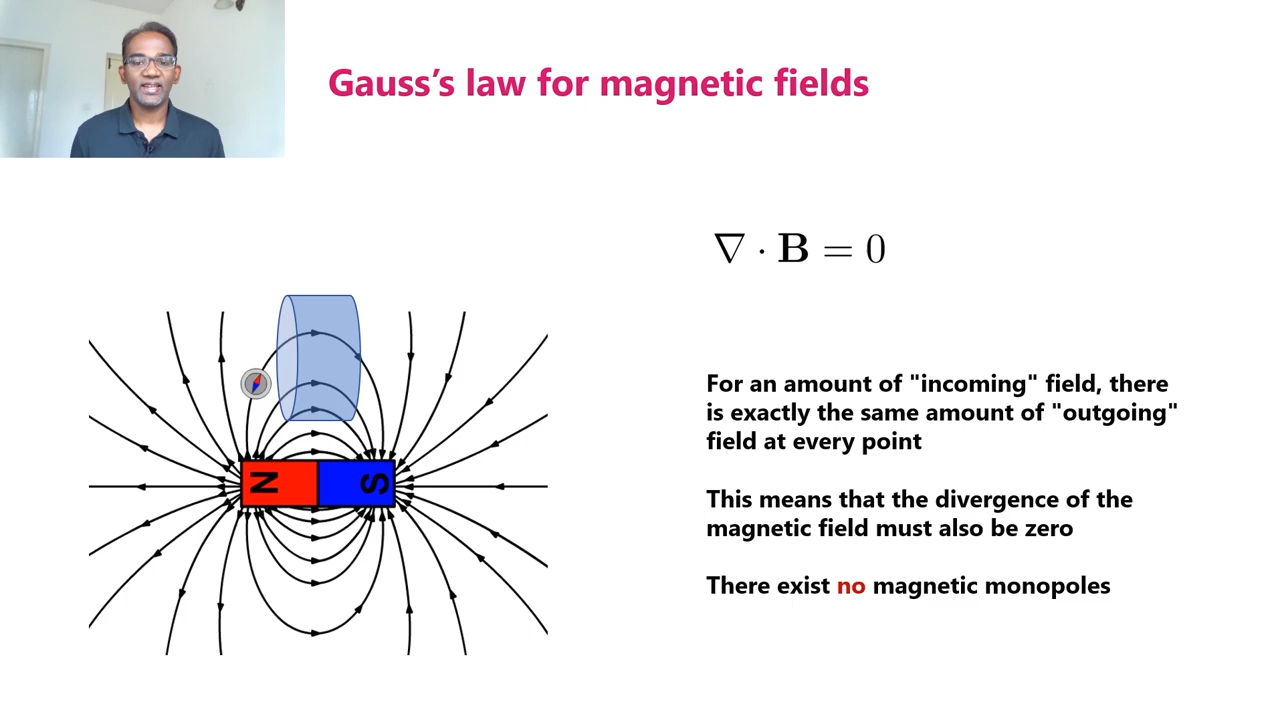 Gauss’s law for magnetic fields
∇ · B = 0
For an amount of "incoming" field, there
is exactly the same amount of "outgoing"
field at every point
This means that the divergence of the
magnetic field must also be zero
There exist no magnetic monopoles
N
S